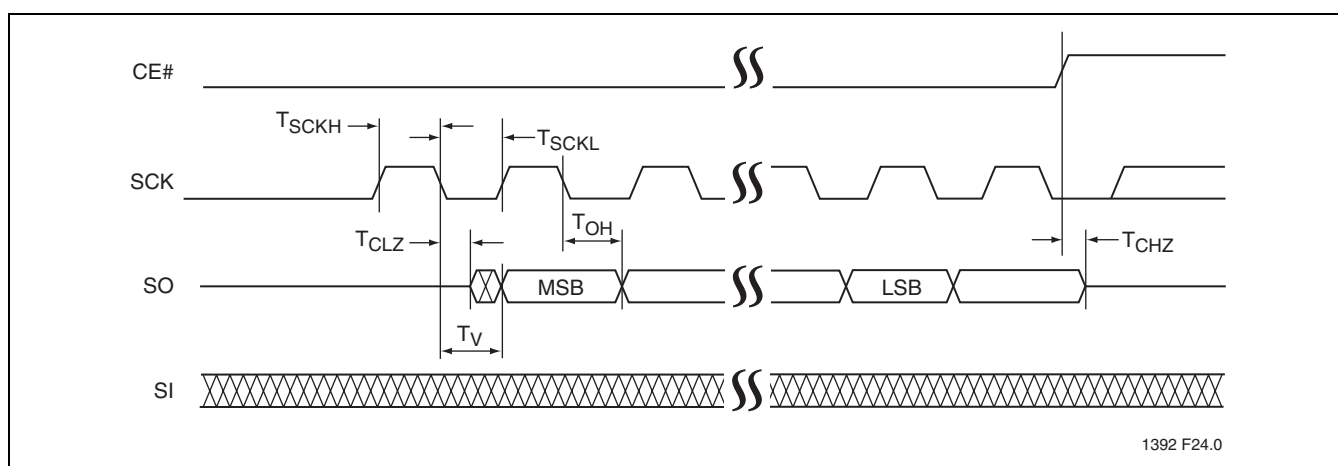 CE#
TSCKH
TSCKL
SCK
TOH
TCLZ
TCHZ
SO
MSB
LSB
TV
SI
1392 F24.0